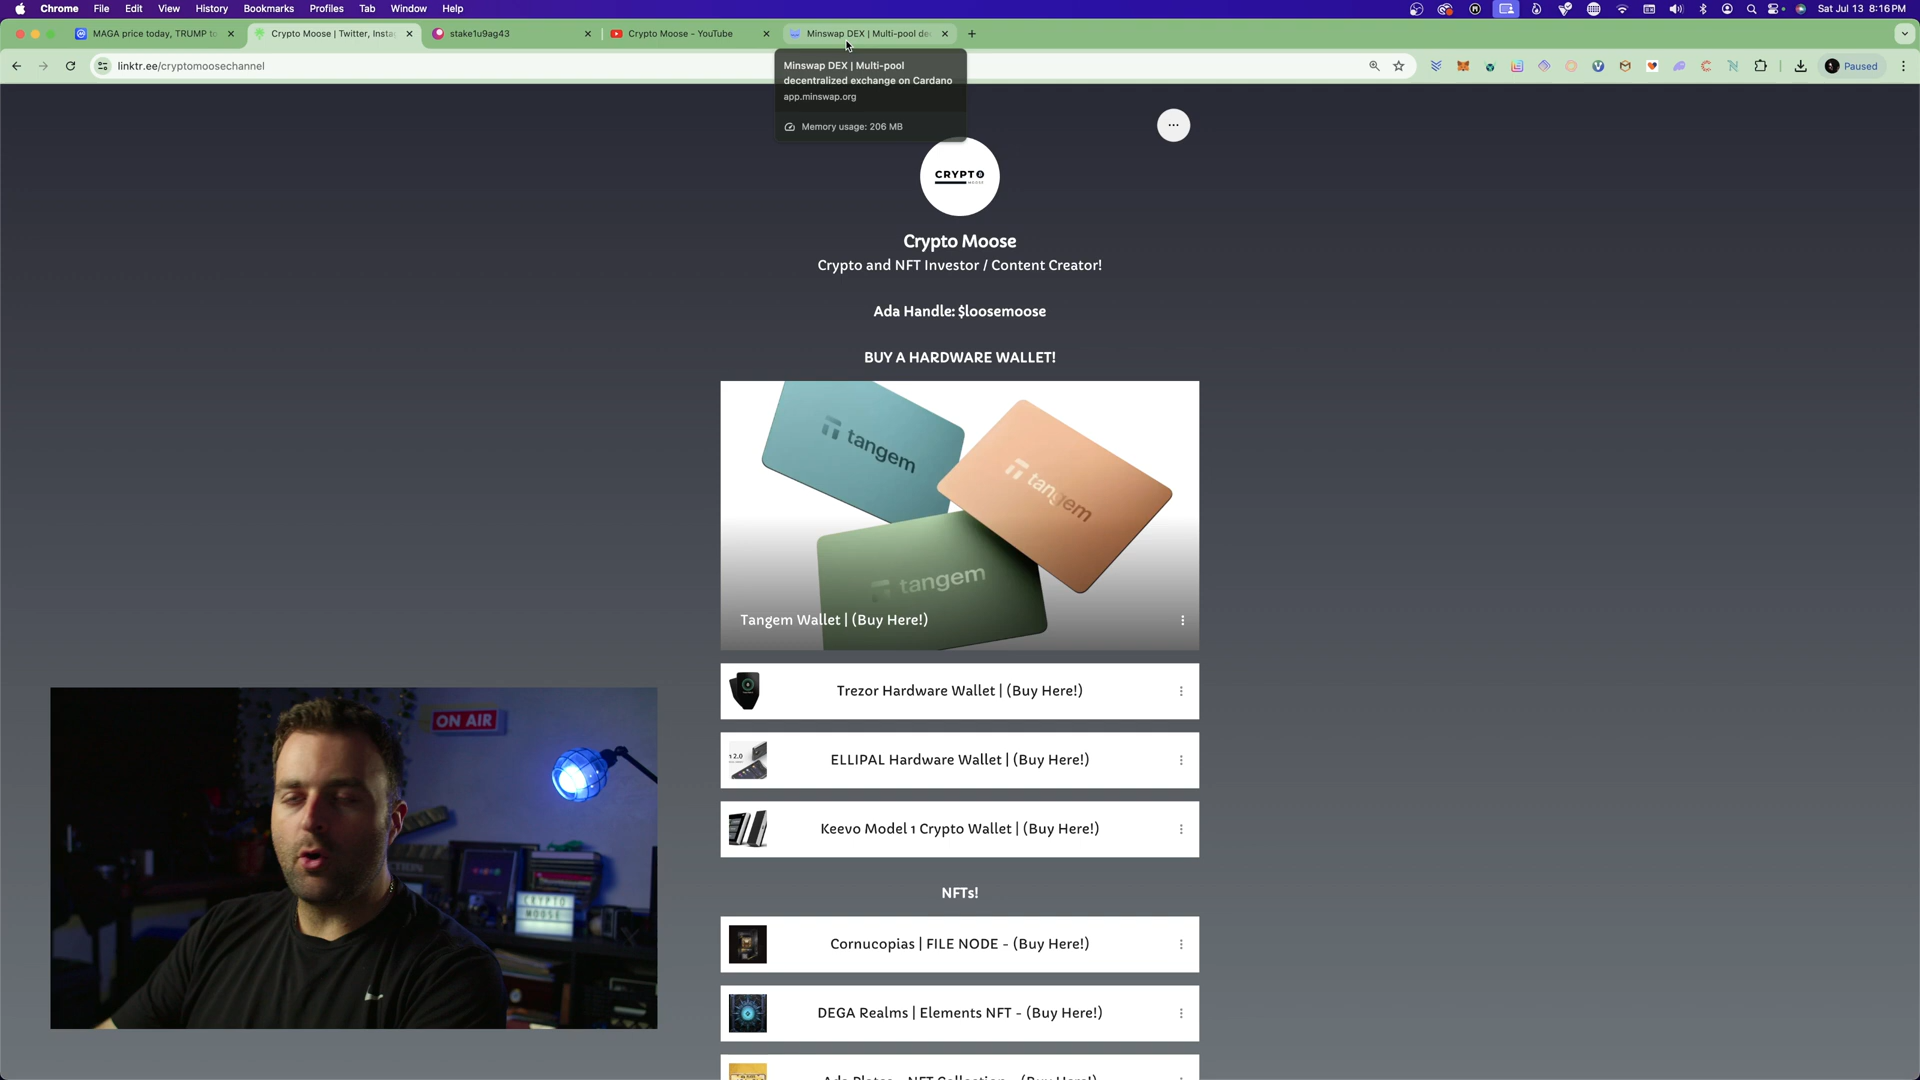 Chrome File Edit View History Bookmarks Profiles Tab Window Help
Sat Jul 13 8:16 PM
MAGA price today, TRUMP to
Crypto Moose | Twitter, Insta
stake1u9ag43
Crypto Moose - YouTube
Minswap DEX | Multi-pool de
linktr.ee/cryptomoosechannel
Paused
Minswap DEX | Multi-pool
decentralized exchange on Cardano
app.minswap.org
Memory usage: 206 MB
CRYPTO
MOOSE
Crypto Moose
Crypto and NFT Investor / Content Creator!
Ada Handle: $loosemoose
BUY A HARDWARE WALLET!
tangem
tangem
tangem
Tangem Wallet | (Buy Here!)
Trezor Hardware Wallet | (Buy Here!)
2.0
ELLIPAL Hardware Wallet | (Buy Here!)
Keevo Model 1 Crypto Wallet | (Buy Here!)
NFTs!
Cornucopias | FILE NODE - (Buy Here!)
DEGA Realms | Elements NFT - (Buy Here!)
ON AIR
CRYPTO
MOOSE